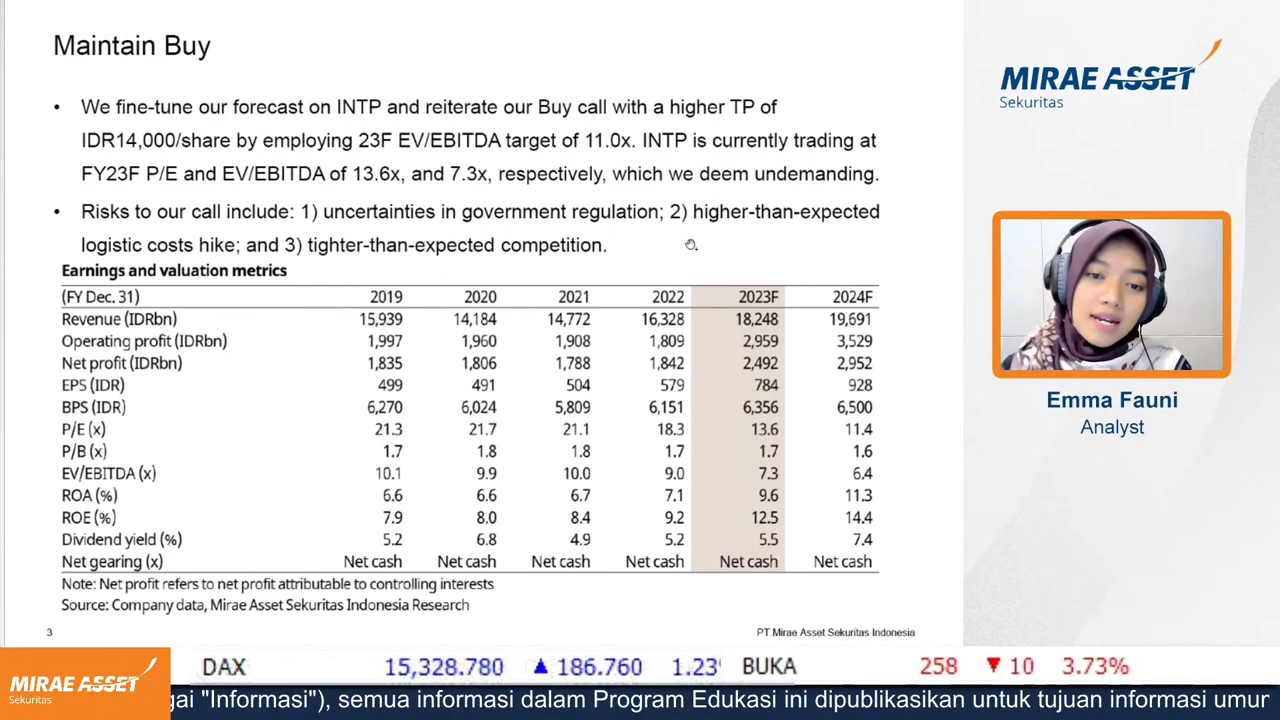 Maintain Buy
• We fine-tune our forecast on INTP and reiterate our Buy call with a higher TP of
IDR14,000/share by employing 23F EV/EBITDA target of 11.0x. INTP is currently trading at
FY23F P/E and EV/EBITDA of 13.6x, and 7.3x, respectively, which we deem undemanding.
• Risks to our call include: 1) uncertainties in government regulation; 2) higher-than-expected
logistic costs hike; and 3) tighter-than-expected competition.
Earnings and valuation metrics
(FY Dec. 31) 2019 2020 2021 2022 2023F 2024F
Revenue (IDRbn) 15,939 14,184 14,772 16,328 18,248 19,691
Operating profit (IDRbn) 1,997 1,960 1,908 1,809 2,959 3,529
Net profit (IDRbn) 1,835 1,806 1,788 1,842 2,492 2,952
EPS (IDR) 499 491 504 579 784 928
BPS (IDR) 6,270 6,024 5,809 6,151 6,356 6,500
P/E (x) 21.3 21.7 21.1 18.3 13.6 11.4
P/B (x) 1.7 1.8 1.8 1.7 1.7 1.6
EV/EBITDA (x) 10.1 9.9 10.0 9.0 7.3 6.4
ROA (%) 6.6 6.6 6.7 7.1 9.6 11.3
ROE (%) 7.9 8.0 8.4 9.2 12.5 14.4
Dividend yield (%) 5.2 6.8 4.9 5.2 5.5 7.4
Net gearing (x) Net cash Net cash Net cash Net cash Net cash Net cash
Note: Net profit refers to net profit attributable to controlling interests
Source: Company data, Mirae Asset Sekuritas Indonesia Research
3 PT.Mirae Asset Sekuritas Indonesia
MIRAE ASSET
Sekuritas
Emma Fauni
Analyst
MIRAE ASSET
Sekuritas
DAX 15,328.780 ▲ 186.760 1.23 BUKA 258 ▼ 10 3.73%
gai "Informasi"), semua informasi dalam Program Edukasi ini dipublikasikan untuk tujuan informasi umum